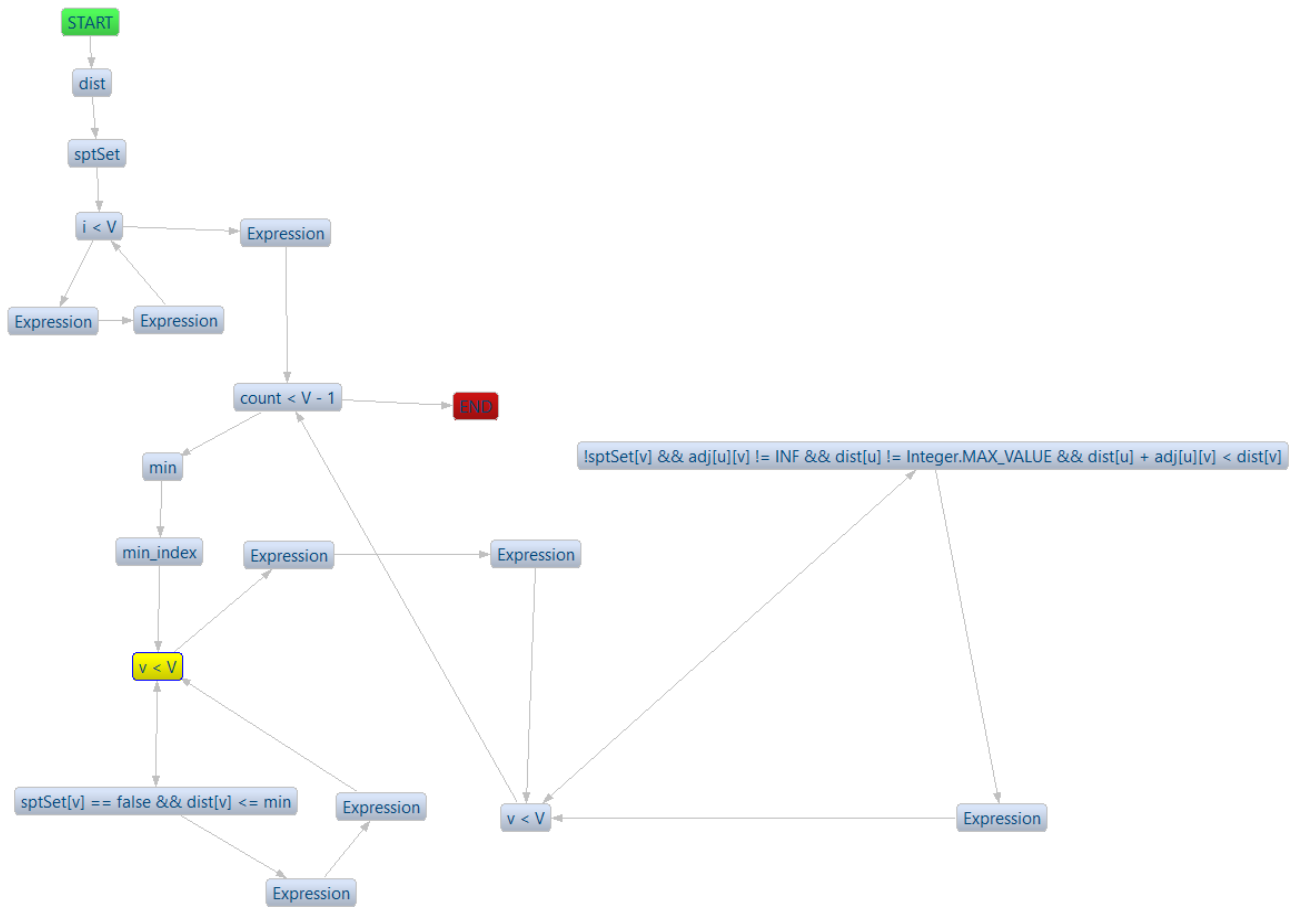 START
dist
sptSet
i < V
Expression
Expression
Expression
count < V - 1
END
min
!sptSet[v] && adj[u][v] != INF && dist[u] != Integer.MAX_VALUE && dist[u] + adj[u][v] < dist[v]
min_index
Expression
Expression
v < V
sptSet[v] == false && dist[v] <= min
Expression
v < V
Expression
Expression